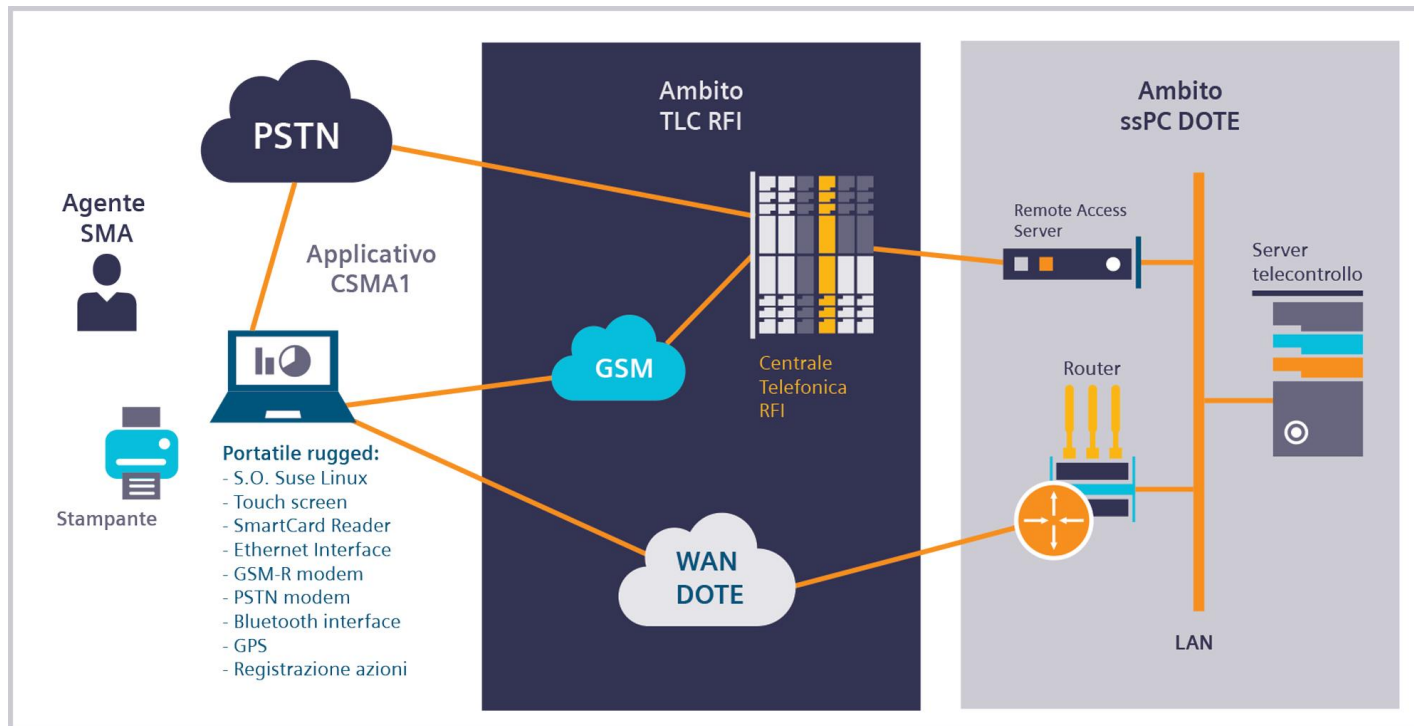 PSTN
Agente
SMA
Applicativo
CSMA1
Stampante
Portatile rugged:
- S.O. Suse Linux
- Touch screen
- SmartCard Reader
- Ethernet Interface
- GSM-R modem
- PSTN modem
- Bluetooth interface
- GPS
- Registrazione azioni
Ambito
TLC RFI
GSM
Centrale
Telefonica
RFI
WAN
DOTE
Ambito
ssPC DOTE
Remote Access
Server
Server
telecontrollo
Router
LAN